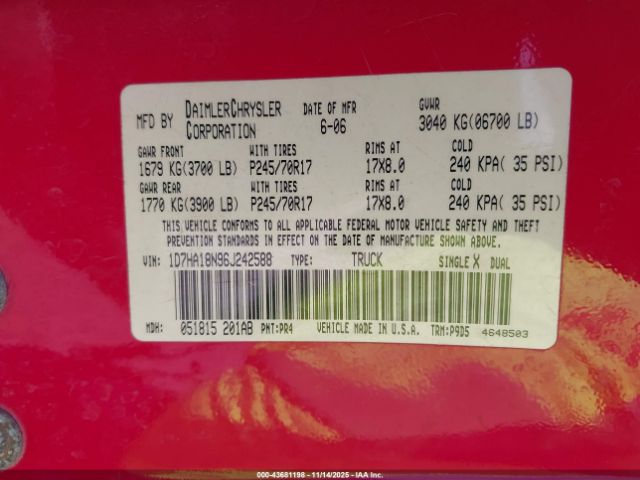 MFD BY DAIMLERCHRYSLER CORPORATION DATE OF MFR 6-06 GVWR 3040 KG(06700 LB)
GAWR FRONT WITH TIRES RIMS AT COLD
1679 KG(3700 LB) P245/70R17 17X8.0 240 KPA( 35 PSI)
GAWR REAR WITH TIRES RIMS AT COLD
1770 KG(3900 LB) P245/70R17 17X8.0 240 KPA( 35 PSI)
THIS VEHICLE CONFORMS TO ALL APPLICABLE FEDERAL MOTOR VEHICLE SAFETY AND THEFT
PREVENTION STANDARDS IN EFFECT ON THE DATE OF MANUFACTURE SHOWN ABOVE.
VIN: 1D7HA18N96J242588 TYPE: TRUCK SINGLE X DUAL
MDH: 051815 201AB PNT:PR4 VEHICLE MADE IN U.S.A. TRM:P9D5 4648503
000-43681198 - 11/14/2025 - IAA Inc.